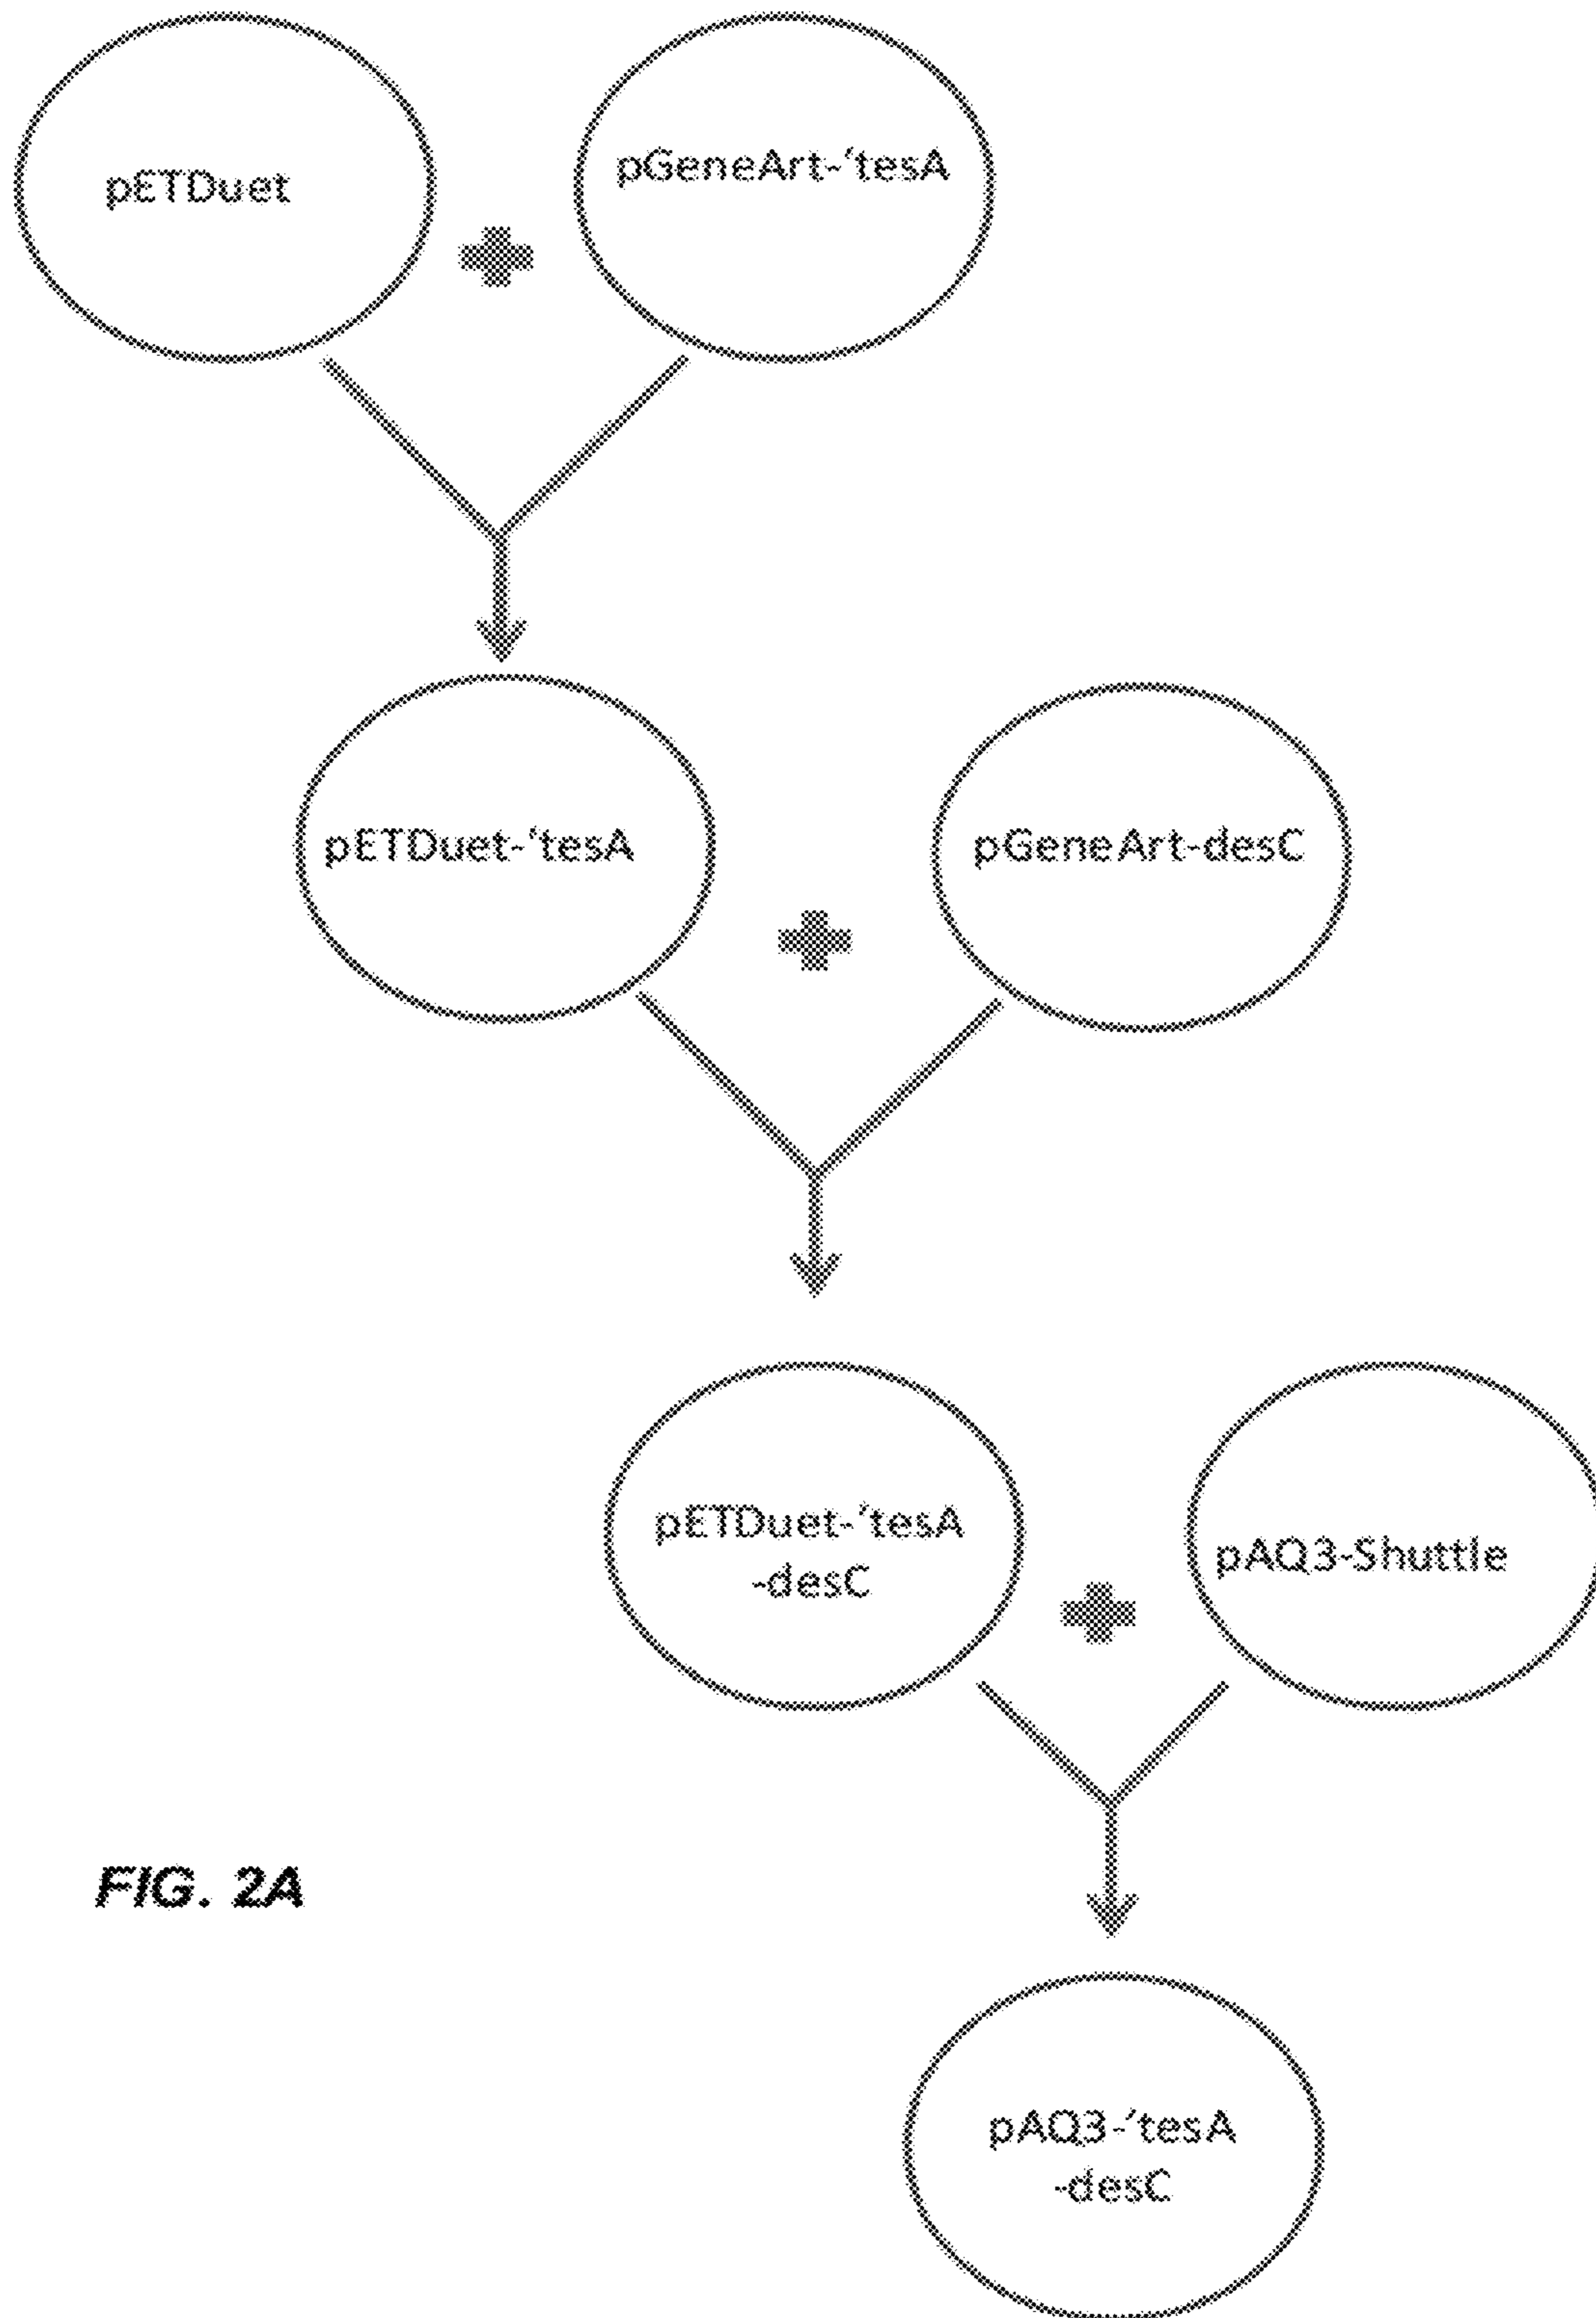 pETDuet
pGeneArt-‘tesA
pETDuet-‘tesA
pGeneArt-desC
pETDuet-’tesA
-desC
pAQ3-Shuttle
FIG. 2A
pAQ3-’tesA
-desC